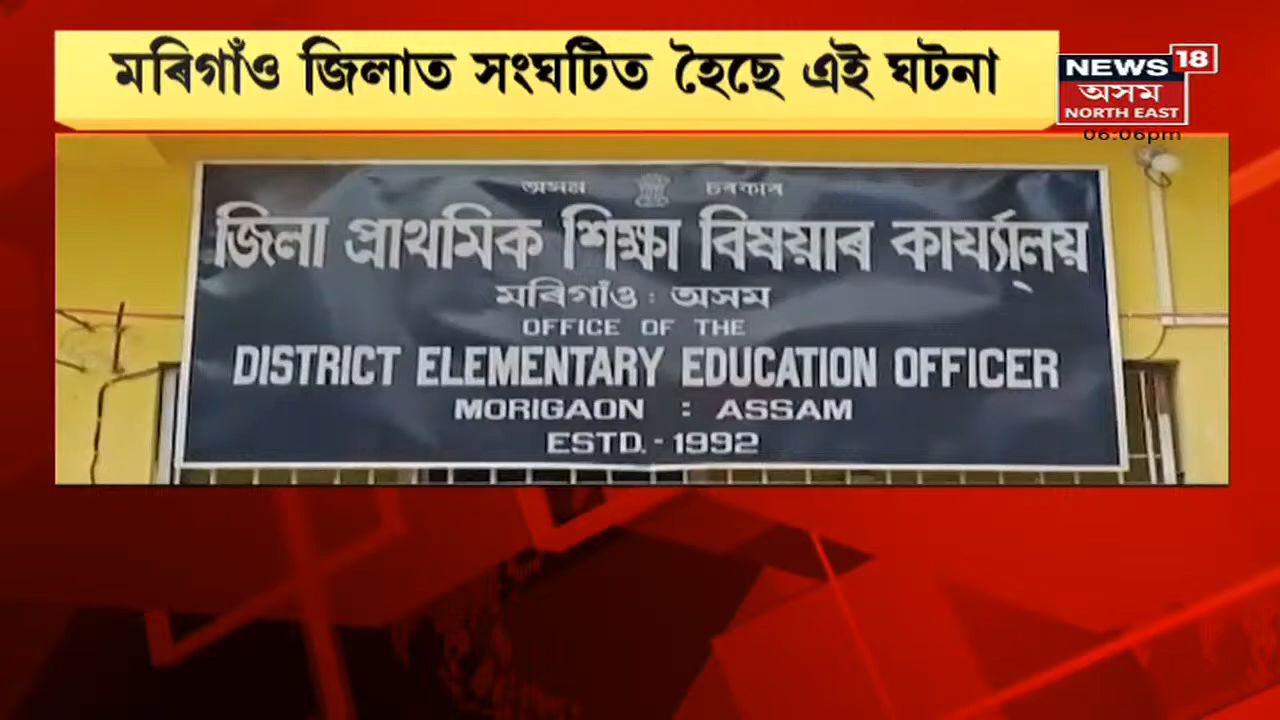 মৰিগাঁও জিলাত সংঘটিত হৈছে এই ঘটনা
NEWS 18
অসম
NORTH EAST
06:06pm
অসম চৰকাৰ
জিলা প্ৰাথমিক শিক্ষা বিষয়াৰ কাৰ্য্যালয়
মৰিগাঁও : অসম
OFFICE OF THE
DISTRICT ELEMENTARY EDUCATION OFFICER
MORIGAON : ASSAM
ESTD. - 1992